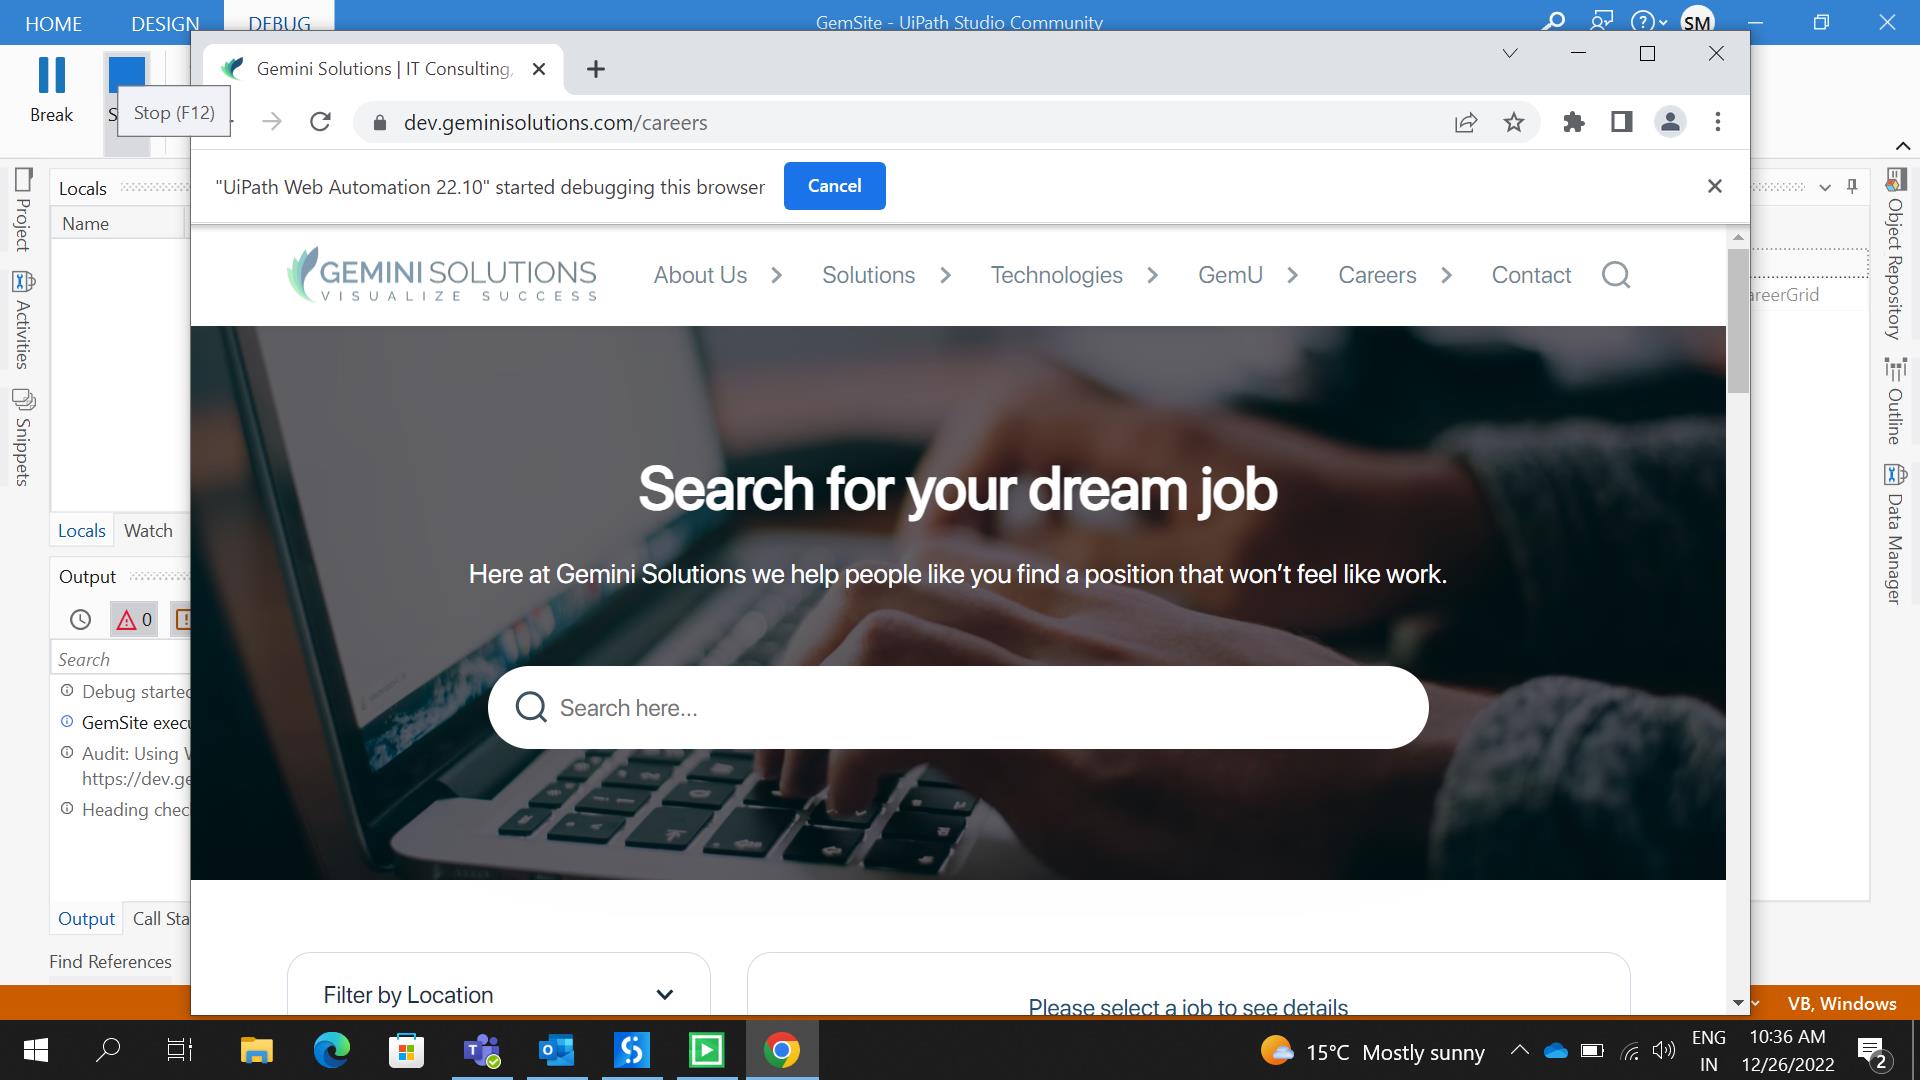 HOME DESIGN DEBUG GemSite - UiPath Studio Community SM
Break
Stop (F12)
Gemini Solutions | IT Consulting,
dev.geminisolutions.com/careers
"UiPath Web Automation 22.10" started debugging this browser Cancel
Project
Activities
Snippets
Locals
Name
Locals Watch
Output
0
Search
Debug started
GemSite
Audit: Using
https://dev.ge
Heading
Output Call
Find References
GEMINI SOLUTIONS
VISUALIZE SUCCESS
About Us Solutions Technologies GemU Careers Contact
Search for your dream job
Here at Gemini Solutions we help people like you find a position that won’t feel like work.
Search here...
Filter by Location
Please select a job to see details
areerGrid
Object Repository
Outline
Data Manager
VB, Windows
15°C Mostly sunny
ENG
IN
10:36 AM
12/26/2022
2